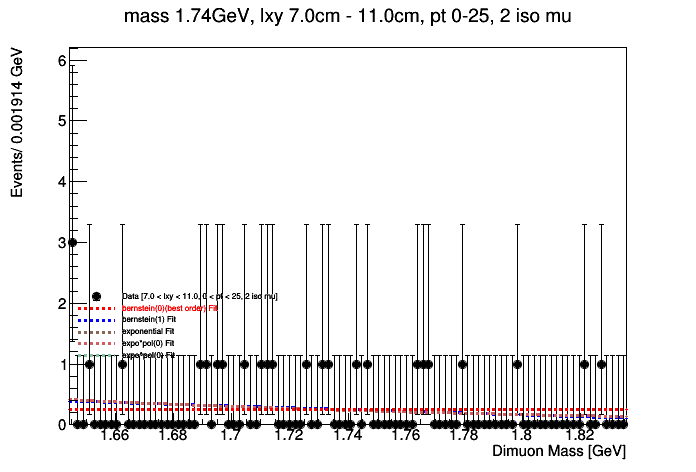 mass 1.74GeV, lxy 7.0cm - 11.0cm, pt 0-25, 2 iso mu
Events/ 0.001914 GeV
6
5
4
3
2
1
0
Data [7.0 < lxy < 11.0, 0 < pt < 25, 2 iso mu]
bernstein(0)(best order) Fit
bernstein(1) Fit
exponential Fit
expo*pol(0) Fit
expo*pol(0) Fit
1.66 1.68 1.7 1.72 1.74 1.76 1.78 1.8 1.82
Dimuon Mass [GeV]